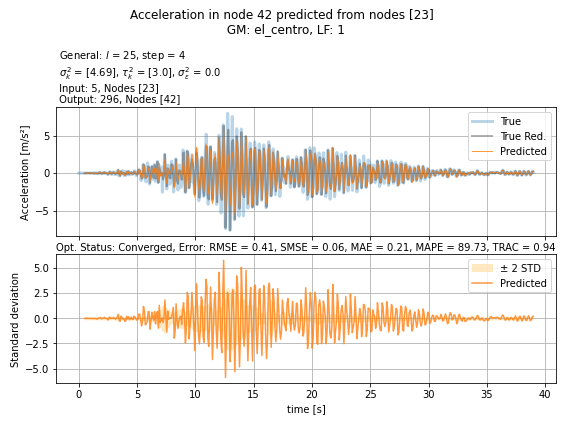 Acceleration in node 42 predicted from nodes [23]
GM: el_centro, LF: 1
General: l = 25, step = 4
σ²ₖ = [4.69], τ²ₖ = [3.0], σ²ε = 0.0
Input: 5, Nodes [23]
Output: 296, Nodes [42]
True
True Red.
Predicted
5
0
−5
Acceleration [m/s²]
Opt. Status: Converged, Error: RMSE = 0.41, SMSE = 0.06, MAE = 0.21, MAPE = 89.73, TRAC = 0.94
± 2 STD
Predicted
5.0
2.5
0.0
−2.5
−5.0
Standard deviation
0 5 10 15 20 25 30 35 40
time [s]